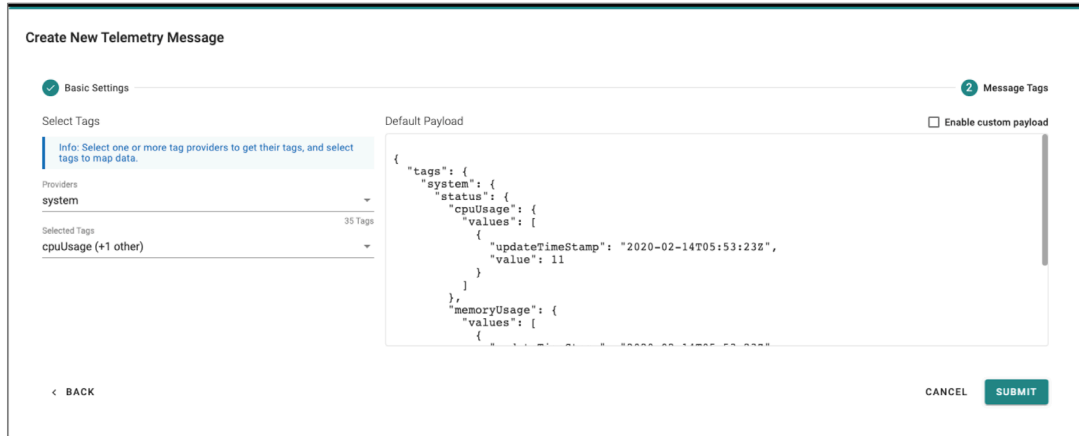 Create New Telemetry Message
Basic Settings
2 Message Tags
Select Tags
Info: Select one or more tag providers to get their tags, and select
tags to map data.
Providers
system
35 Tags
Selected Tags
cpuUsage (+1 other)
Default Payload
Enable custom payload
{
"tags": {
"system": {
"status": {
"cpuUsage": {
"values": [
{
"updateTimeStamp": "2020-02-14T05:53:23Z",
"value": 11
}
]
},
"memoryUsage": {
"values": [
{
< BACK
CANCEL
SUBMIT